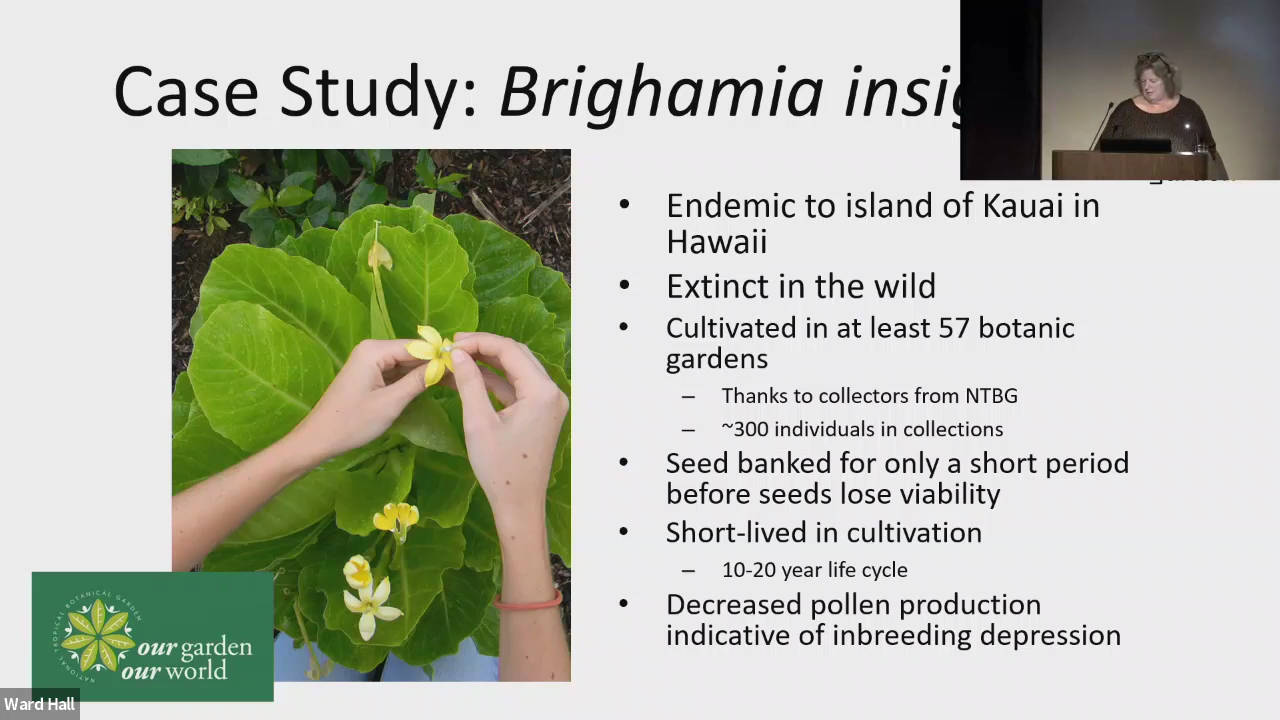 Case Study: Brighamia insig
garden
• Endemic to island of Kauai in
Hawaii
• Extinct in the wild
• Cultivated in at least 57 botanic
gardens
– Thanks to collectors from NTBG
– ~300 individuals in collections
• Seed banked for only a short period
before seeds lose viability
• Short-lived in cultivation
– 10-20 year life cycle
• Decreased pollen production
indicative of inbreeding depression
NATIONAL TROPICAL BOTANICAL GARDEN
our garden
our world
Ward Hall